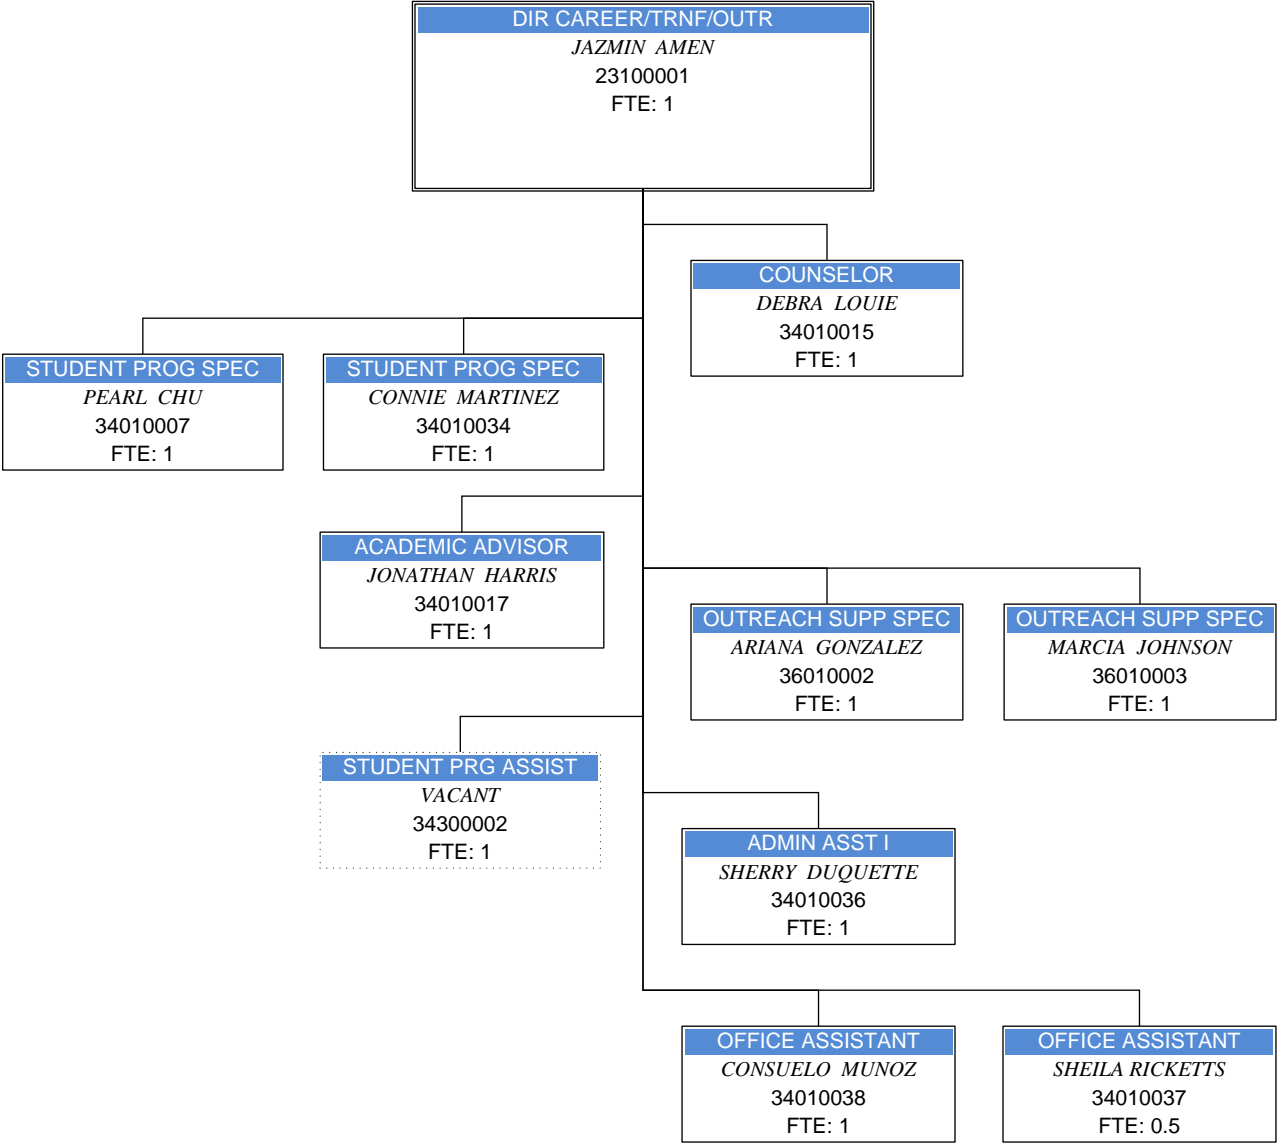 DIR CAREER/TRNF/OUTR
JAZMIN AMEN
23100001
FTE: 1
COUNSELOR
DEBRA LOUIE
34010015
FTE: 1
STUDENT PROG SPEC
PEARL CHU
34010007
FTE: 1
STUDENT PROG SPEC
CONNIE MARTINEZ
34010034
FTE: 1
ACADEMIC ADVISOR
JONATHAN HARRIS
34010017
FTE: 1
OUTREACH SUPP SPEC
ARIANA GONZALEZ
36010002
FTE: 1
OUTREACH SUPP SPEC
MARCIA JOHNSON
36010003
FTE: 1
STUDENT PRG ASSIST
VACANT
34300002
FTE: 1
ADMIN ASST I
SHERRY DUQUETTE
34010036
FTE: 1
OFFICE ASSISTANT
CONSUELO MUNOZ
34010038
FTE: 1
OFFICE ASSISTANT
SHEILA RICKETTS
34010037
FTE: 0.5